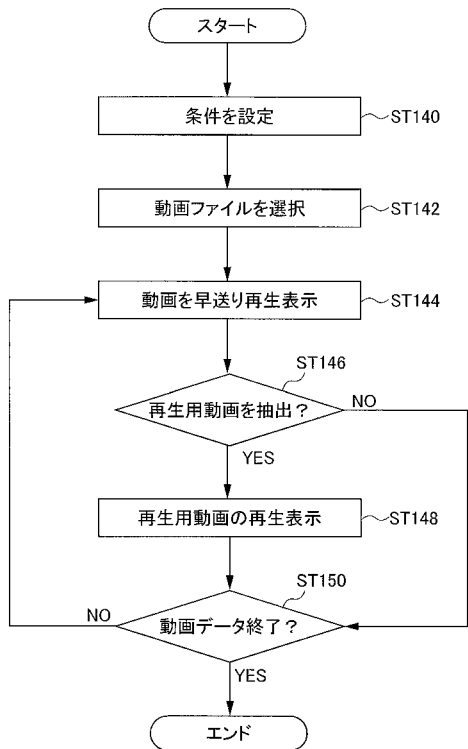 スタート
条件を設定
ST140
動画ファイルを選択
ST142
動画を早送り再生表示
ST144
ST146
再生用動画を抽出？
NO
YES
再生用動画の再生表示
ST148
ST150
NO
動画データ終了？
YES
エンド